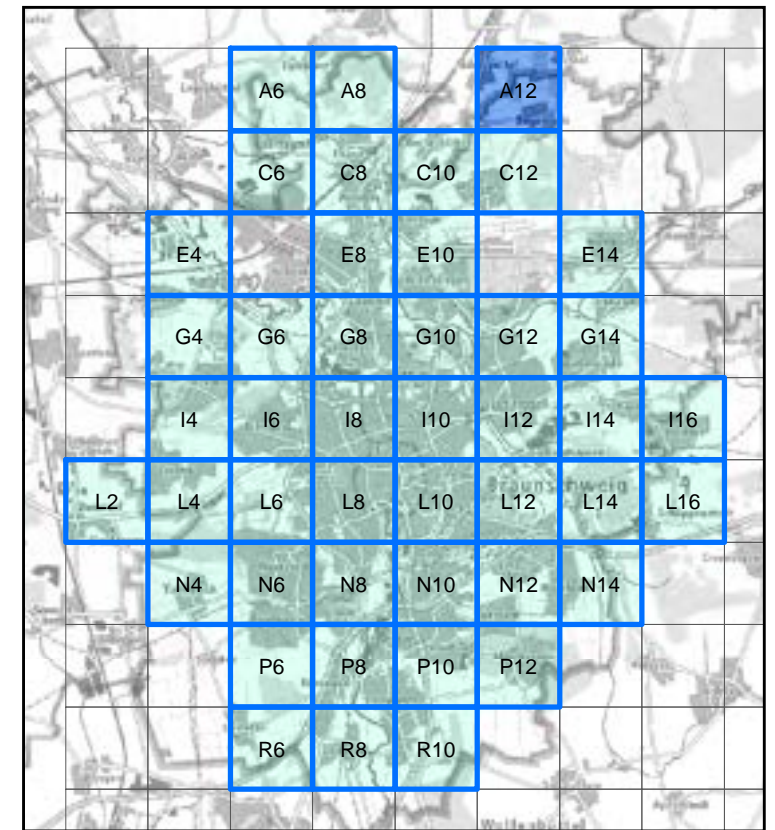 A6 A8 A12
C6 C8 C10 C12
E4 E8 E10 E14
G4 G6 G8 G10 G12 G14
I4 I6 I8 I10 I12 I14 I16
Braunschweig
L2 L4 L6 L8 L10 L12 L14 L16
N4 N6 N8 N10 N12 N14
P6 P8 P10 P12
R6 R8 R10
Wolfenbüttel